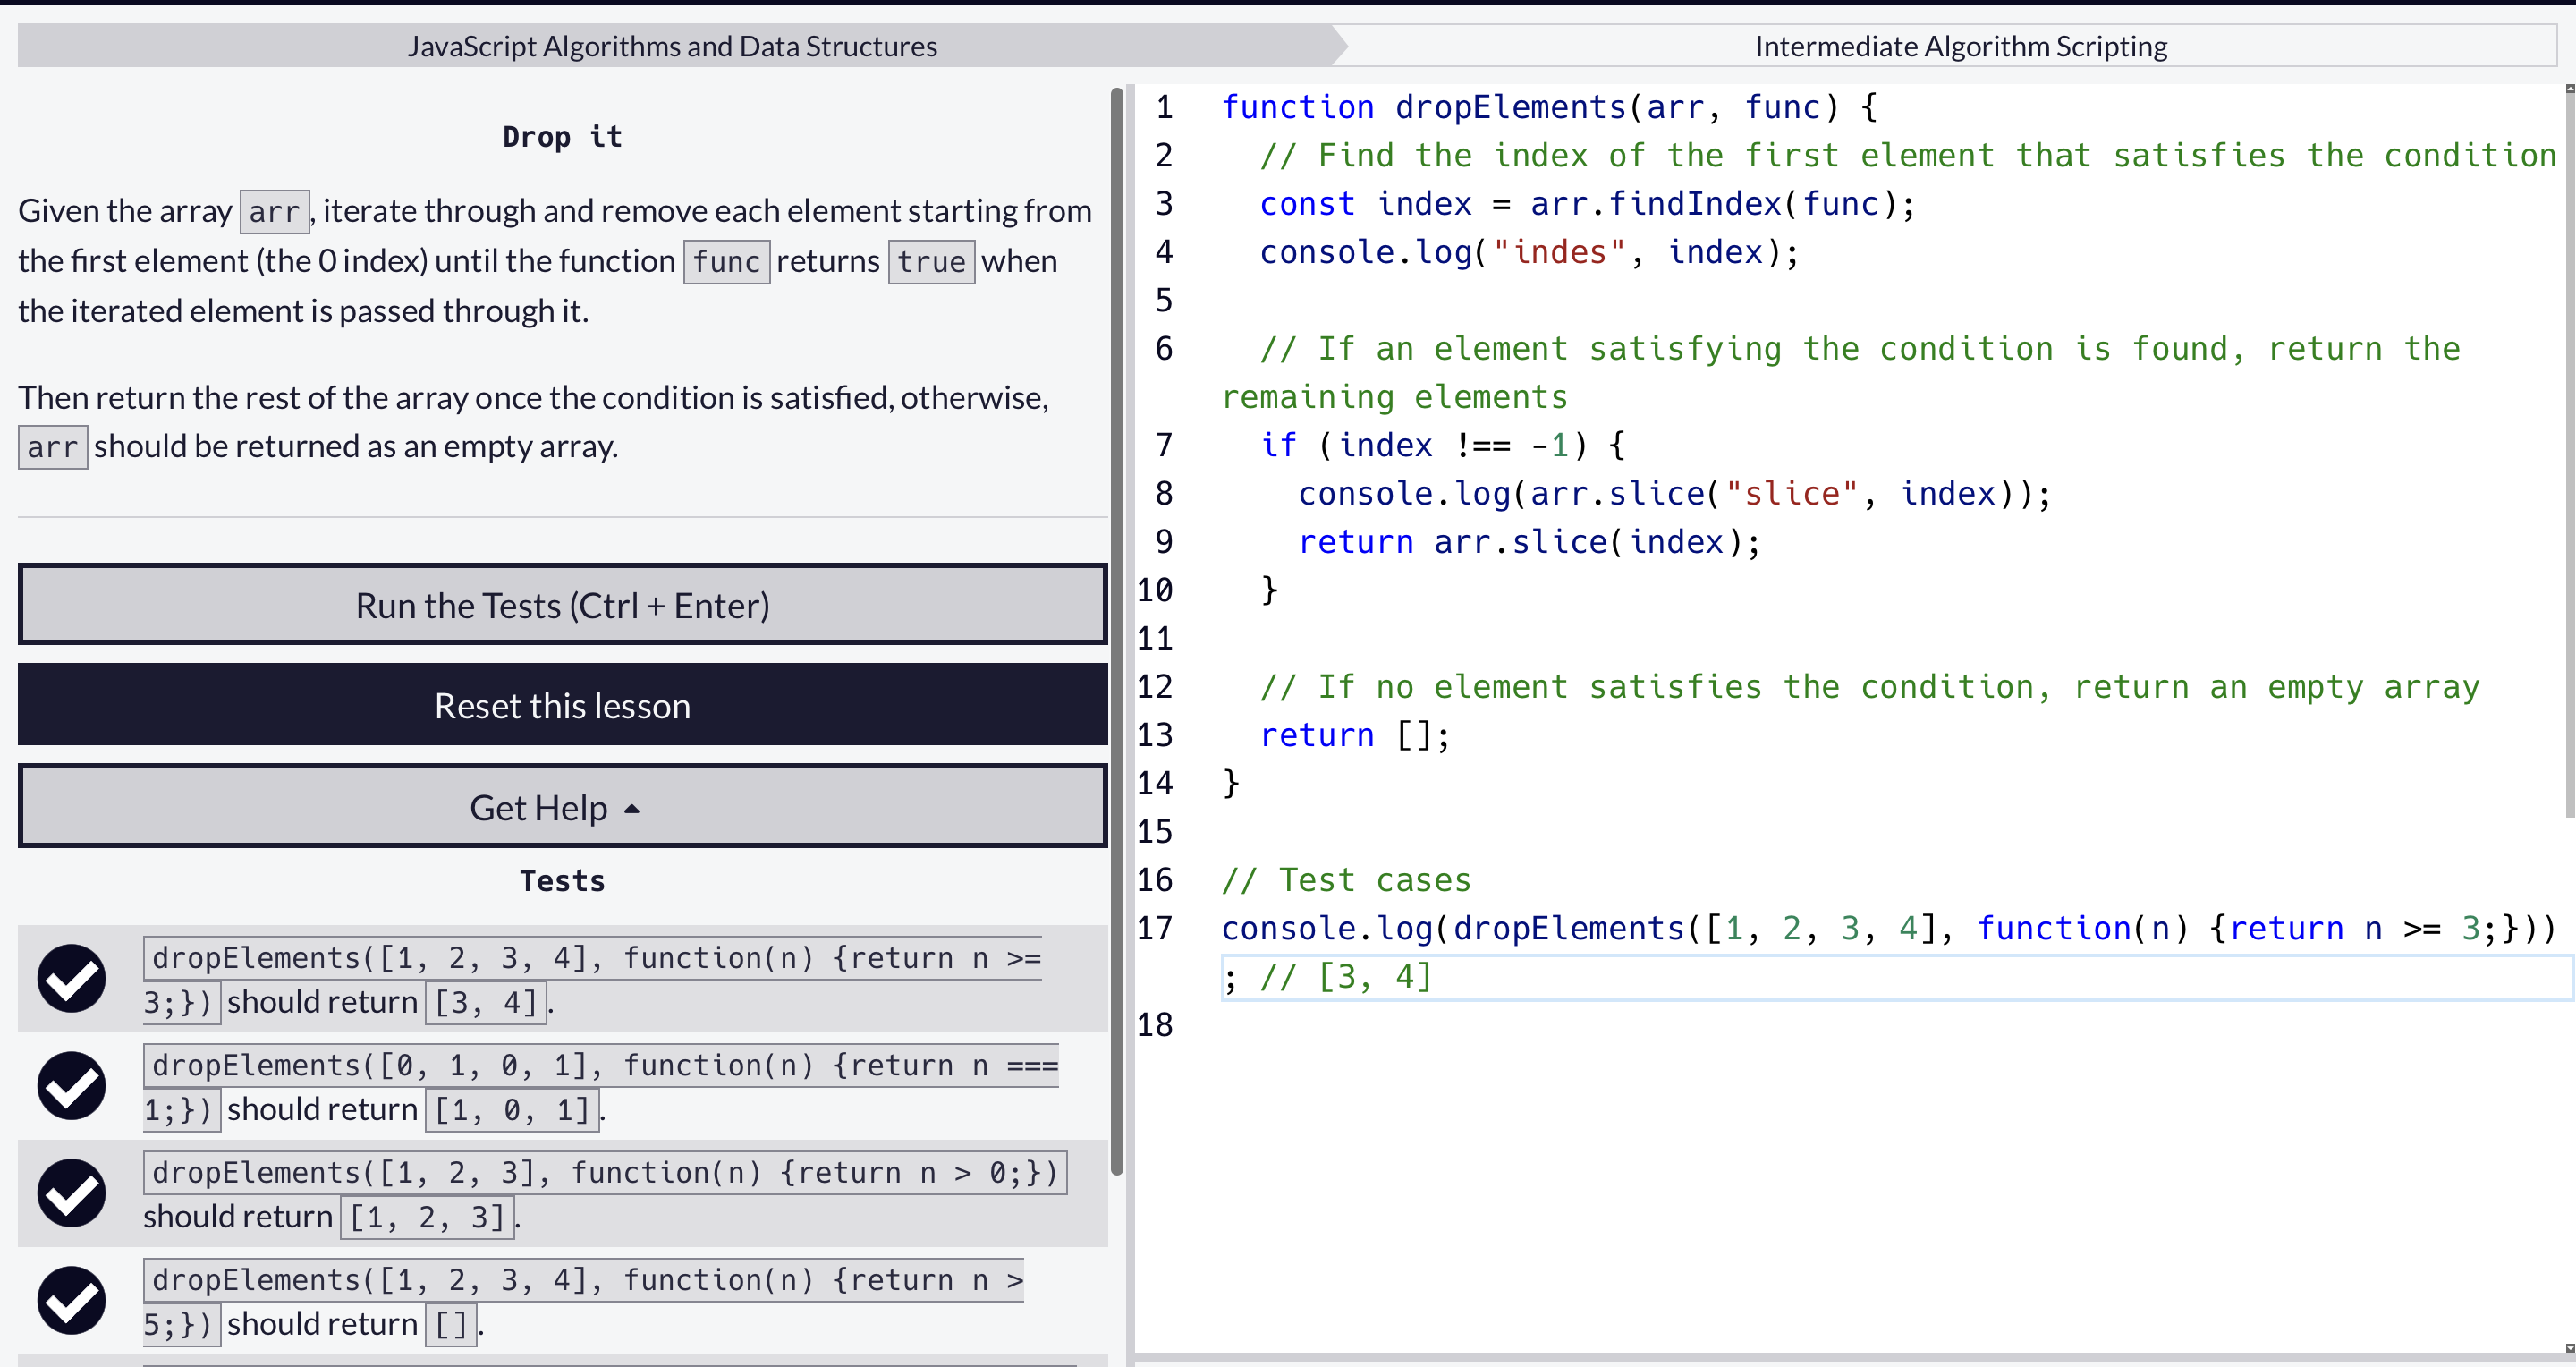 JavaScript Algorithms and Data Structures
Intermediate Algorithm Scripting
Drop it
Given the array arr, iterate through and remove each element starting from
the first element (the 0 index) until the function func returns true when
the iterated element is passed through it.
Then return the rest of the array once the condition is satisfied, otherwise,
arr should be returned as an empty array.
Run the Tests (Ctrl + Enter)
Reset this lesson
Get Help
Tests
dropElements([1, 2, 3, 4], function(n) {return n >=
3;}) should return [3, 4].
dropElements([0, 1, 0, 1], function(n) {return n ===
1;}) should return [1, 0, 1].
dropElements([1, 2, 3], function(n) {return n > 0;})
should return [1, 2, 3].
dropElements([1, 2, 3, 4], function(n) {return n >
5;}) should return [].
1 function dropElements(arr, func) {
2 // Find the index of the first element that satisfies the condition
3 const index = arr.findIndex(func);
4 console.log("indes", index);
5
6 // If an element satisfying the condition is found, return the
remaining elements
7 if (index !== -1) {
8 console.log(arr.slice("slice", index));
9 return arr.slice(index);
10 }
11
12 // If no element satisfies the condition, return an empty array
13 return [];
14 }
15
16 // Test cases
17 console.log(dropElements([1, 2, 3, 4], function(n) {return n >= 3;}))
; // [3, 4]
18